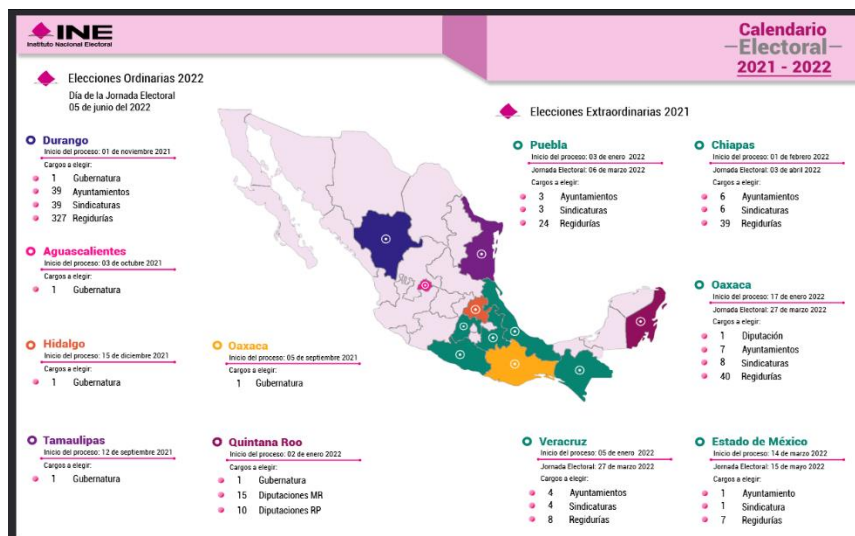 INE
Instituto Nacional Electoral
Calendario
Electoral
2021 - 2022
Elecciones Ordinarias 2022
Día de la Jornada Electoral
05 de junio del 2022
Durango
Inicio del proceso: 01 de noviembre 2021
Cargos a elegir:
1 Gubernatura
39 Ayuntamientos
39 Sindicaturas
327 Regidurías
Aguascalientes
Inicio del proceso: 03 de octubre 2021
Cargos a elegir:
1 Gubernatura
Hidalgo
Inicio del proceso: 15 de diciembre 2021
Cargos a elegir:
1 Gubernatura
Oaxaca
Inicio del proceso: 05 de septiembre 2021
Cargos a elegir:
1 Gubernatura
Tamaulipas
Inicio del proceso: 12 de septiembre 2021
Cargos a elegir:
1 Gubernatura
Quintana Roo
Inicio del proceso: 02 de enero 2022
Cargos a elegir:
1 Gubernatura
15 Diputaciones MR
10 Diputaciones RP
Elecciones Extraordinarias 2021
Puebla
Inicio del proceso: 03 de enero 2022
Jornada Electoral: 06 de marzo 2022
Cargos a elegir:
3 Ayuntamientos
3 Sindicaturas
24 Regidurías
Chiapas
Inicio del proceso: 01 de febrero 2022
Jornada Electoral: 03 de abril 2022
Cargos a elegir:
6 Ayuntamientos
6 Sindicaturas
39 Regidurías
Oaxaca
Inicio del proceso: 17 de enero 2022
Jornada Electoral: 27 de marzo 2022
Cargos a elegir:
1 Diputación
7 Ayuntamientos
8 Sindicaturas
40 Regidurías
Veracruz
Inicio del proceso: 05 de enero 2022
Jornada Electoral: 27 de marzo 2022
Cargos a elegir:
4 Ayuntamientos
4 Sindicaturas
8 Regidurías
Estado de México
Inicio del proceso: 14 de marzo 2022
Jornada Electoral: 15 de mayo 2022
Cargos a elegir:
1 Ayuntamiento
1 Sindicatura
7 Regidurías